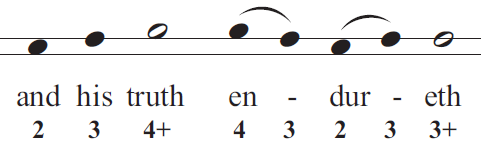 and his truth en - dur - eth
2 3 4+ 4 3 2 3 3+